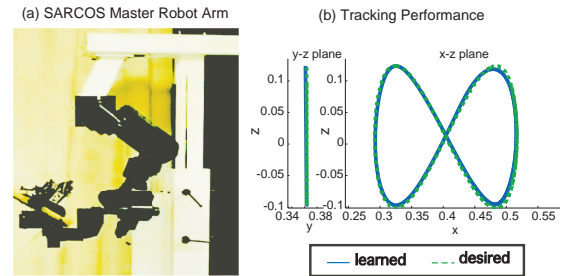 (a) SARCOS Master Robot Arm
(b) Tracking Performance
y-z plane
x-z plane
0.1
0.05
z
0
-0.05
-0.1
0.34
0.38
y
0.1
0.05
z
0
-0.05
-0.1
0.25
0.3
0.35
0.4
0.45
0.5
0.55
x
learned
desired